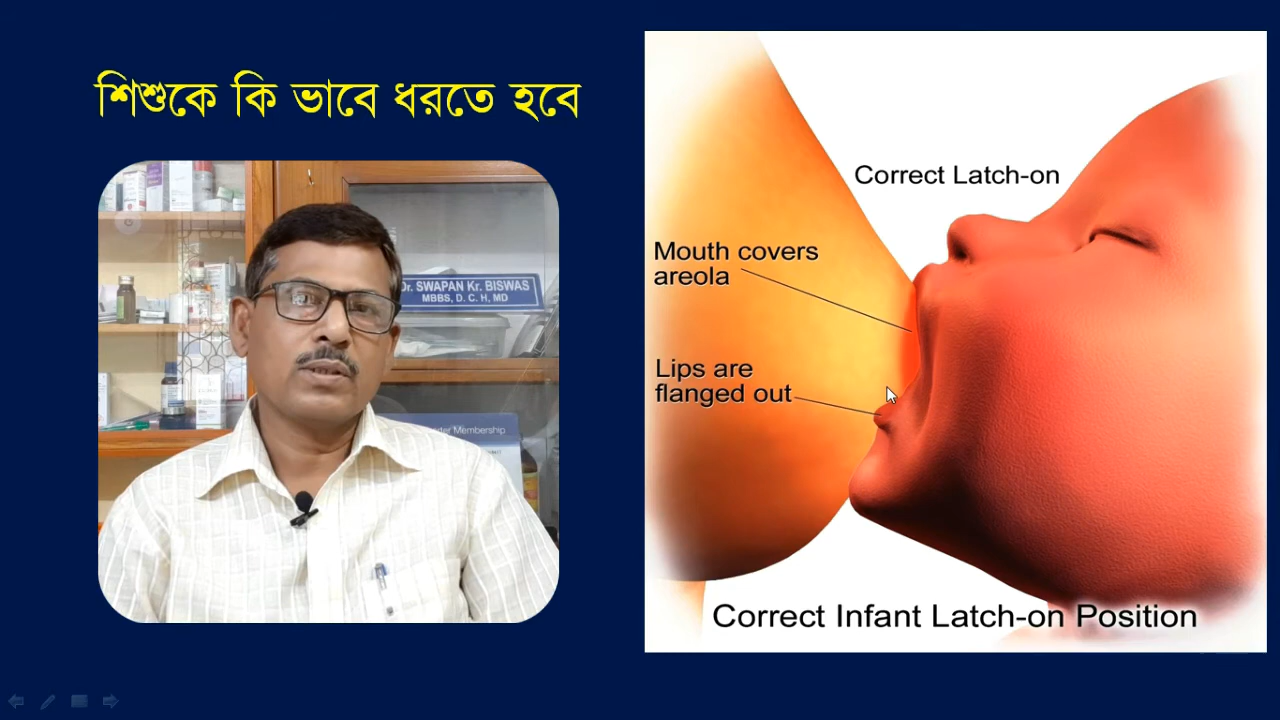 শিশুকে কি ভাবে ধরতে হবে
Dr. SWAPAN Kr. BISWAS
MBBS, D. C. H, MD
Membership
Correct Latch-on
Mouth covers
areola
Lips are
flanged out
Correct Infant Latch-on Position